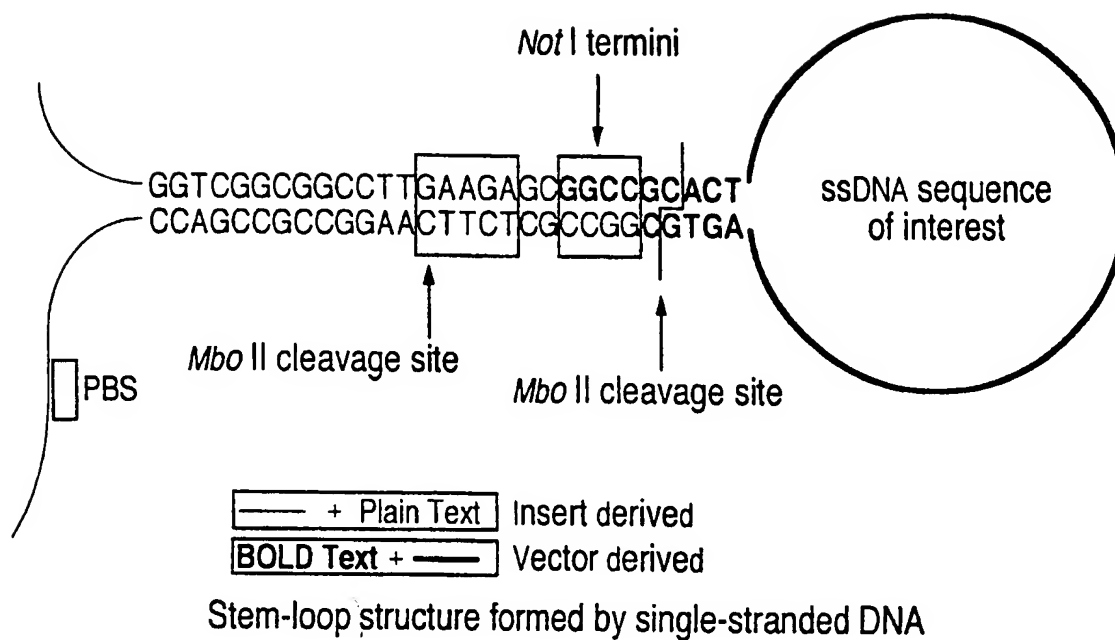 Not I termini
GGTCGGCGGCCTTGAAGAGCGGCCGCACT
CCAGCCGCCGGAACTTCTCGCCGGCGTGA
ssDNA sequence
of interest
Mbo II cleavage site
Mbo II cleavage site
PBS
—— + Plain Text Insert derived
BOLD Text + —— Vector derived
Stem-loop structure formed by single-stranded DNA